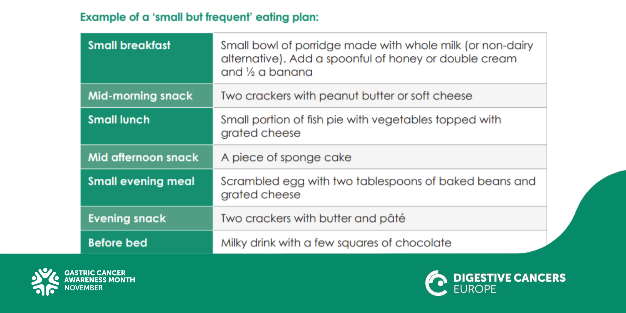 Example of a 'small but frequent' eating plan:
Small breakfast
Small bowl of porridge made with whole milk (or non-dairy
alternative). Add a spoonful of honey or double cream
and ½ a banana
Mid-morning snack
Two crackers with peanut butter or soft cheese
Small lunch
Small portion of fish pie with vegetables topped with
grated cheese
Mid afternoon snack
A piece of sponge cake
Small evening meal
Scrambled egg with two tablespoons of baked beans and
grated cheese
Evening snack
Two crackers with butter and pâté
Before bed
Milky drink with a few squares of chocolate
GASTRIC CANCER
AWARENESS MONTH
NOVEMBER
DIGESTIVE CANCERS
EUROPE